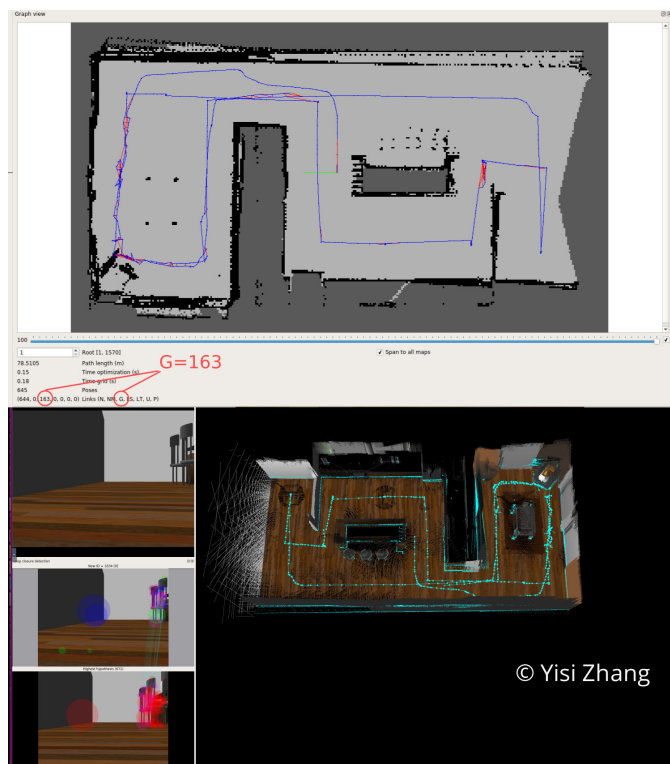 Graph view
100
1
Root [1, 1570]
Span to all maps
78.5105 Path length (m)
0.15 Time optimization (s)
0.18 Time grid (s)
645 Poses
(644, 0, 163, 0, 0, 0, 0) Links (N, NM, G, LS, LT, U, P)
G=163
closure detection
© Yisi Zhang